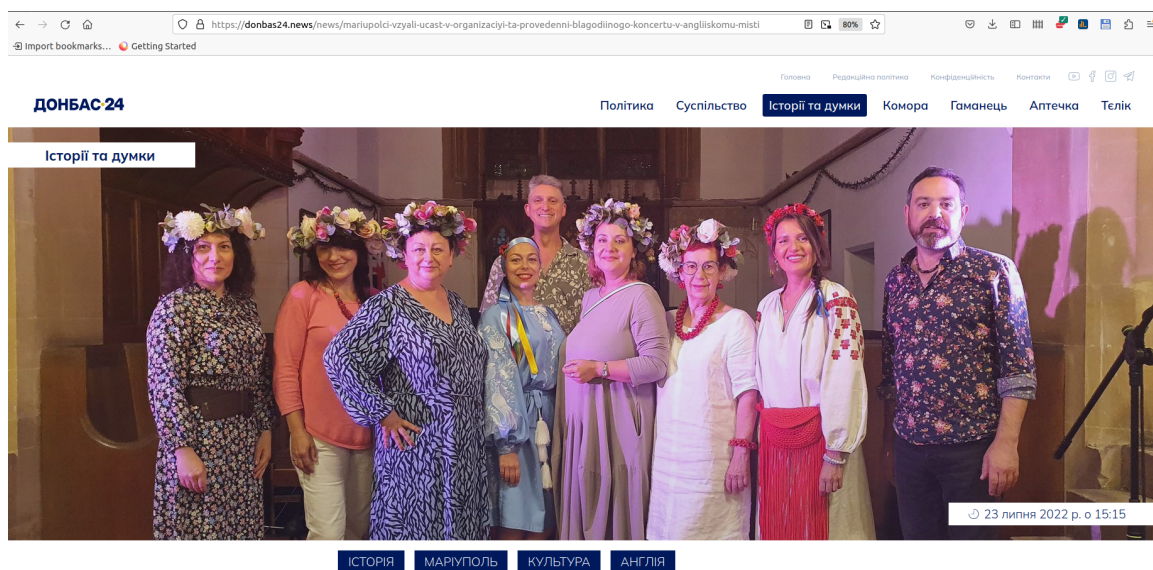 https://donbas24.news/news/mariupolci-vzyali-ucast-v-organizaciyi-ta-provedenni-blagodiinogo-koncertu-v-angliiskomu-misti
80%
Import bookmarks...
Getting Started
Головна
Редакційна політика
Конфіденційність
Контакти
ДОНБАС 24
Політика
Суспільство
Історії та думки
Комора
Гаманець
Аптечка
Тєлік
Історії та думки
23 липня 2022 р. о 15:15
ІСТОРІЯ
МАРІУПОЛЬ
КУЛЬТУРА
АНГЛІЯ